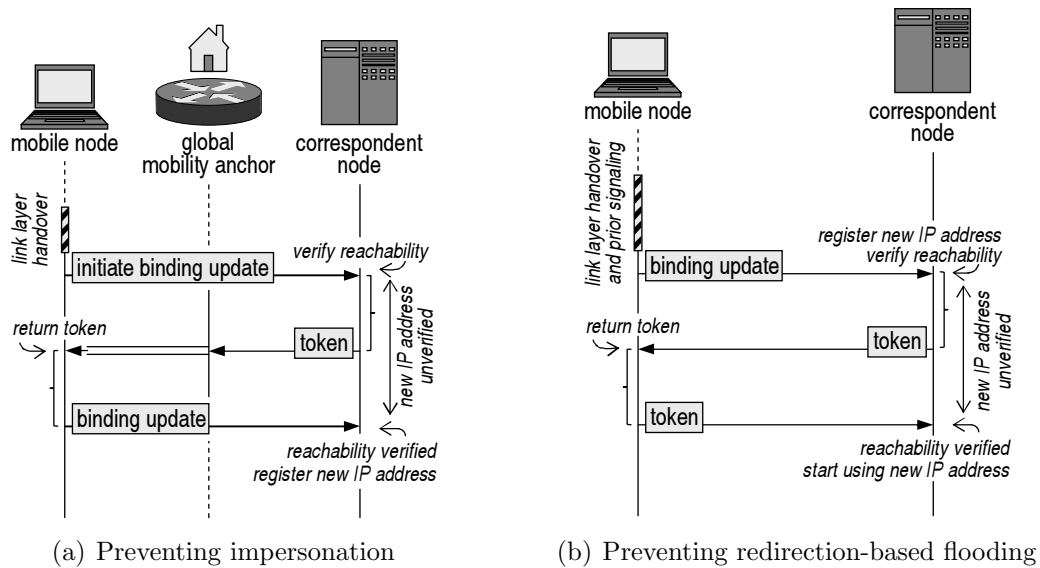 mobile node
global
mobility anchor
correspondent
node
link layer
handover
initiate binding update
verify reachability
return token
token
new IP address
unverified
binding update
reachability verified
register new IP address
(a) Preventing impersonation
mobile node
correspondent
node
link layer handover
and prior signaling
register new IP address
verify reachability
binding update
return token
token
new IP address
unverified
token
reachability verified
start using new IP address
(b) Preventing redirection-based flooding